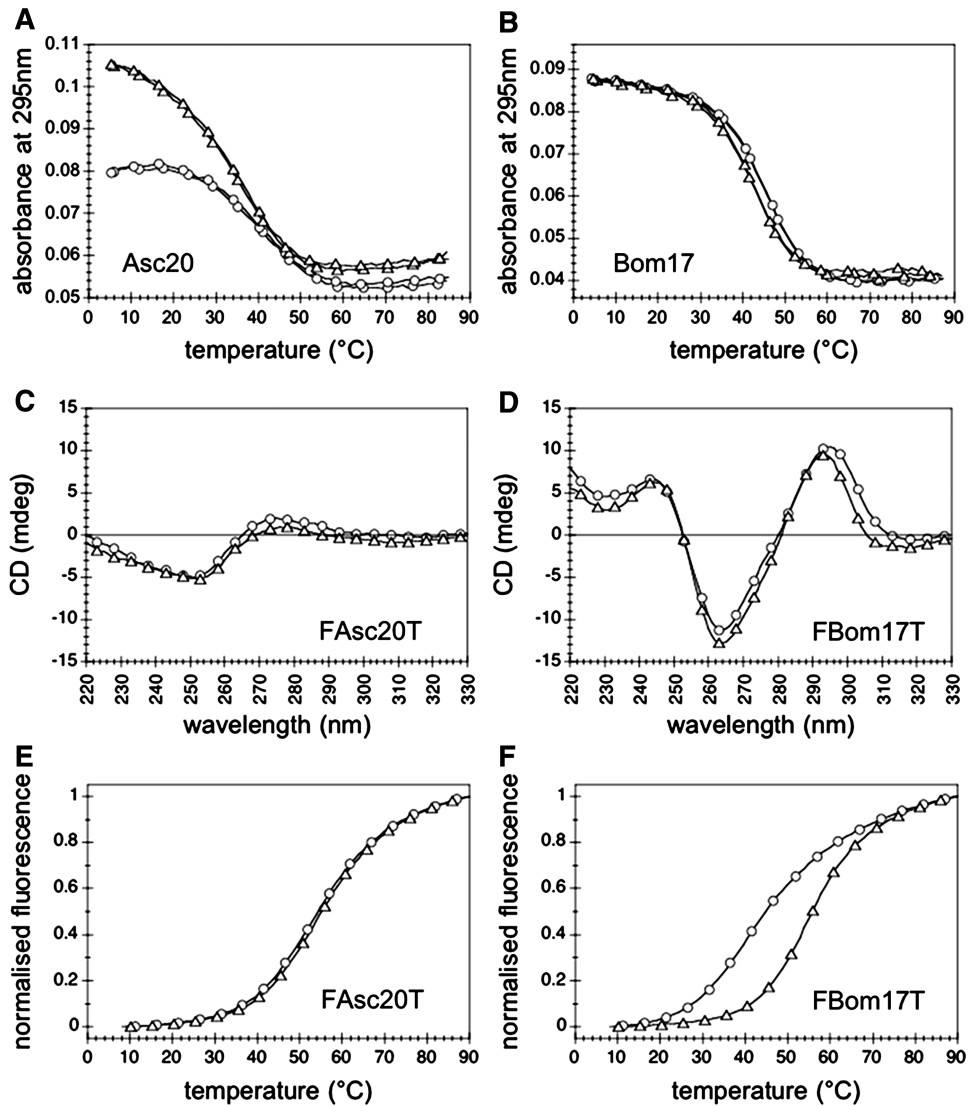 A
absorbance at 295nm
0.11
0.1
0.09
0.08
0.07
0.06
0.05
Asc20
0 10 20 30 40 50 60 70 80 90
temperature (°C)
B
absorbance at 295nm
0.09
0.08
0.07
0.06
0.05
0.04
Bom17
0 10 20 30 40 50 60 70 80 90
temperature (°C)
C
CD (mdeg)
15
10
5
0
-5
-10
-15
FAsc20T
220 230 240 250 260 270 280 290 300 310 320 330
wavelength (nm)
D
CD (mdeg)
15
10
5
0
-5
-10
-15
FBom17T
220 230 240 250 260 270 280 290 300 310 320 330
wavelength (nm)
E
normalised fluorescence
1
0.8
0.6
0.4
0.2
0
FAsc20T
0 10 20 30 40 50 60 70 80 90
temperature (°C)
F
normalised fluorescence
1
0.8
0.6
0.4
0.2
0
FBom17T
0 10 20 30 40 50 60 70 80 90
temperature (°C)